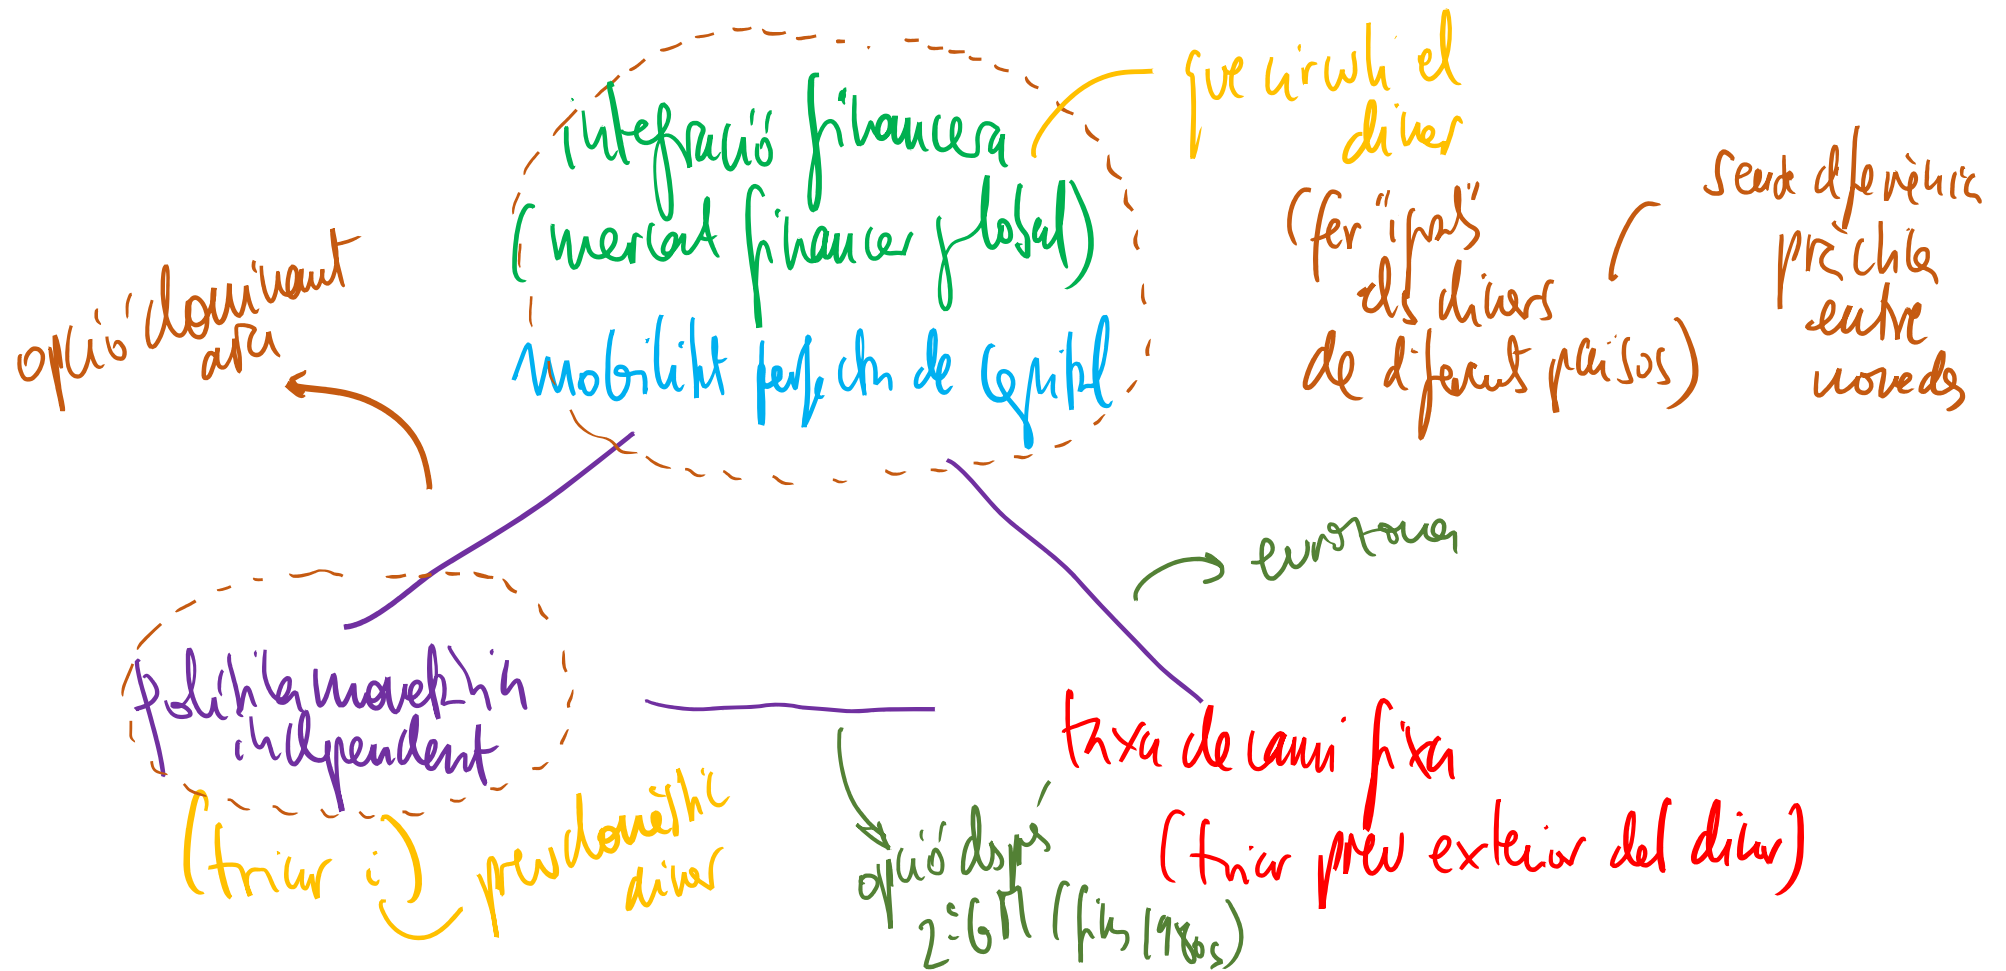 integració financera
(mercat financer global)
mobilitat perfecta de capital
que circuli el
diner
(fer "iguals"
els diners
de diferents països)
sense diferència
pràctica
entre
monedes
opció dominant
ara
eurozona
política monetària
independent
(triar i)
preu domèstic
diner
opció després
2ª GM (fins 1980s)
taxa de canvi fixa
(triar preu exterior del diner)